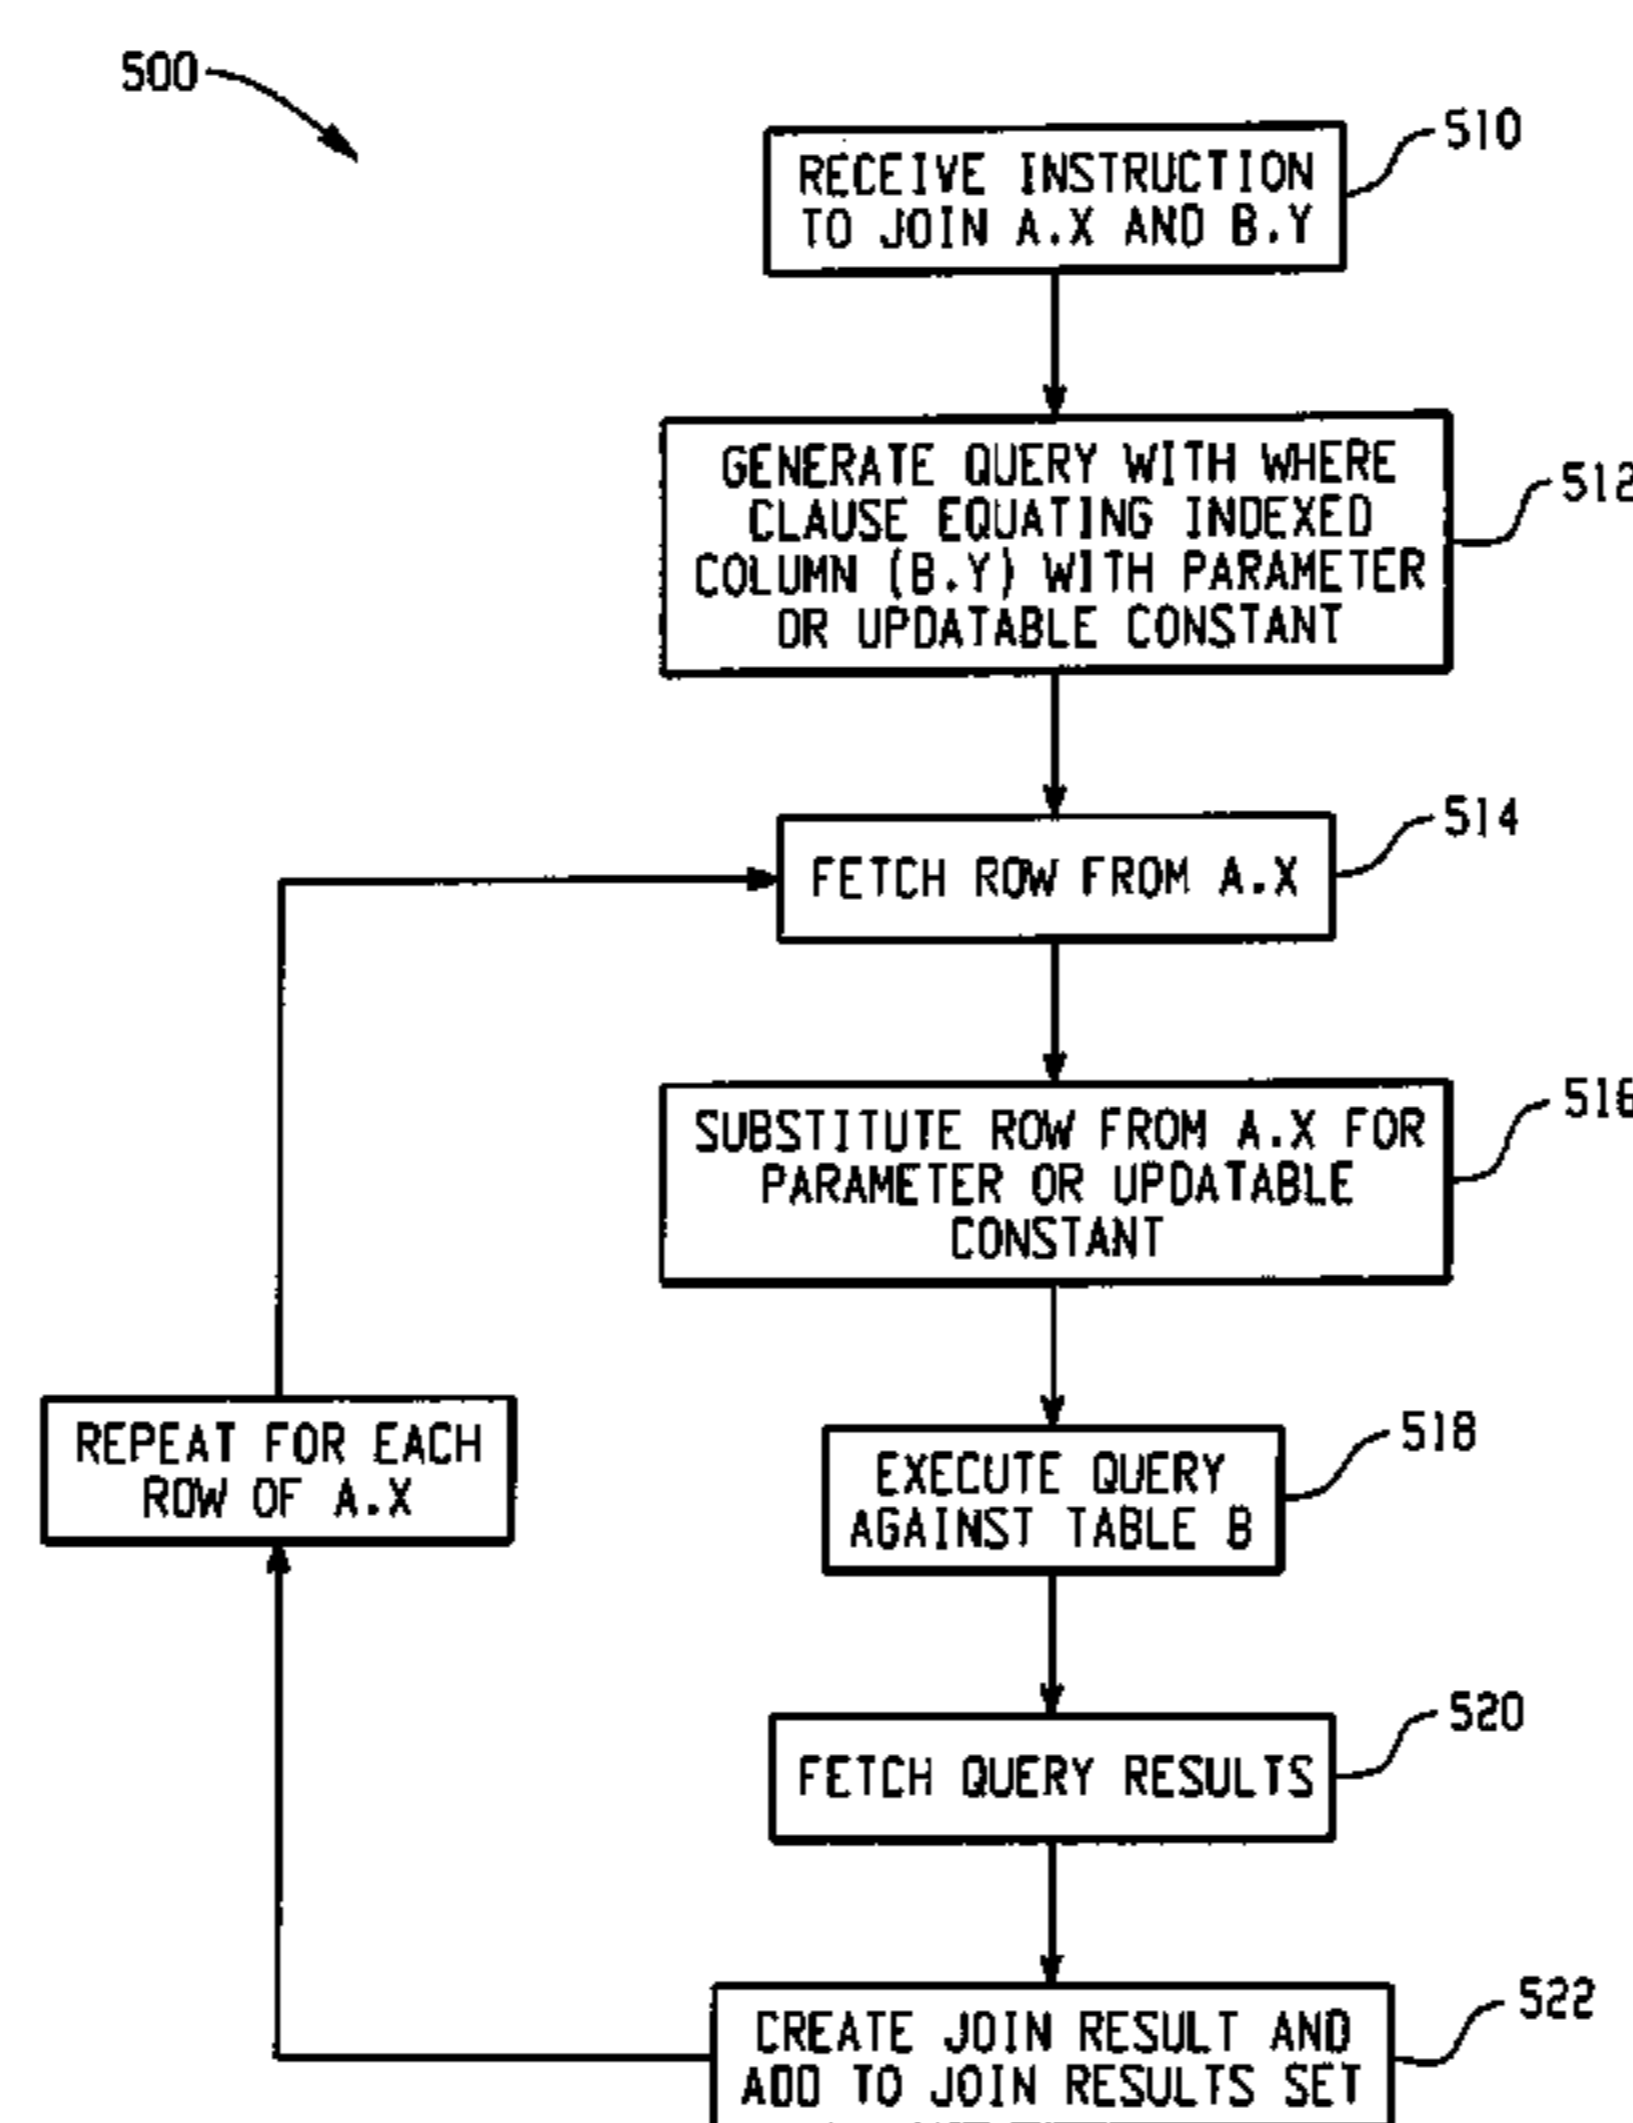 500
510
RECEIVE INSTRUCTION
TO JOIN A.X AND B.Y
GENERATE QUERY WITH WHERE
CLAUSE EQUATING INDEXED
COLUMN (B.Y) WITH PARAMETER
OR UPDATABLE CONSTANT
512
514
FETCH ROW FROM A.X
516
SUBSTITUTE ROW FROM A.X FOR
PARAMETER OR UPDATABLE
CONSTANT
REPEAT FOR EACH
ROW OF A.X
518
EXECUTE QUERY
AGAINST TABLE B
520
FETCH QUERY RESULTS
522
CREATE JOIN RESULT AND
ADD TO JOIN RESULTS SET